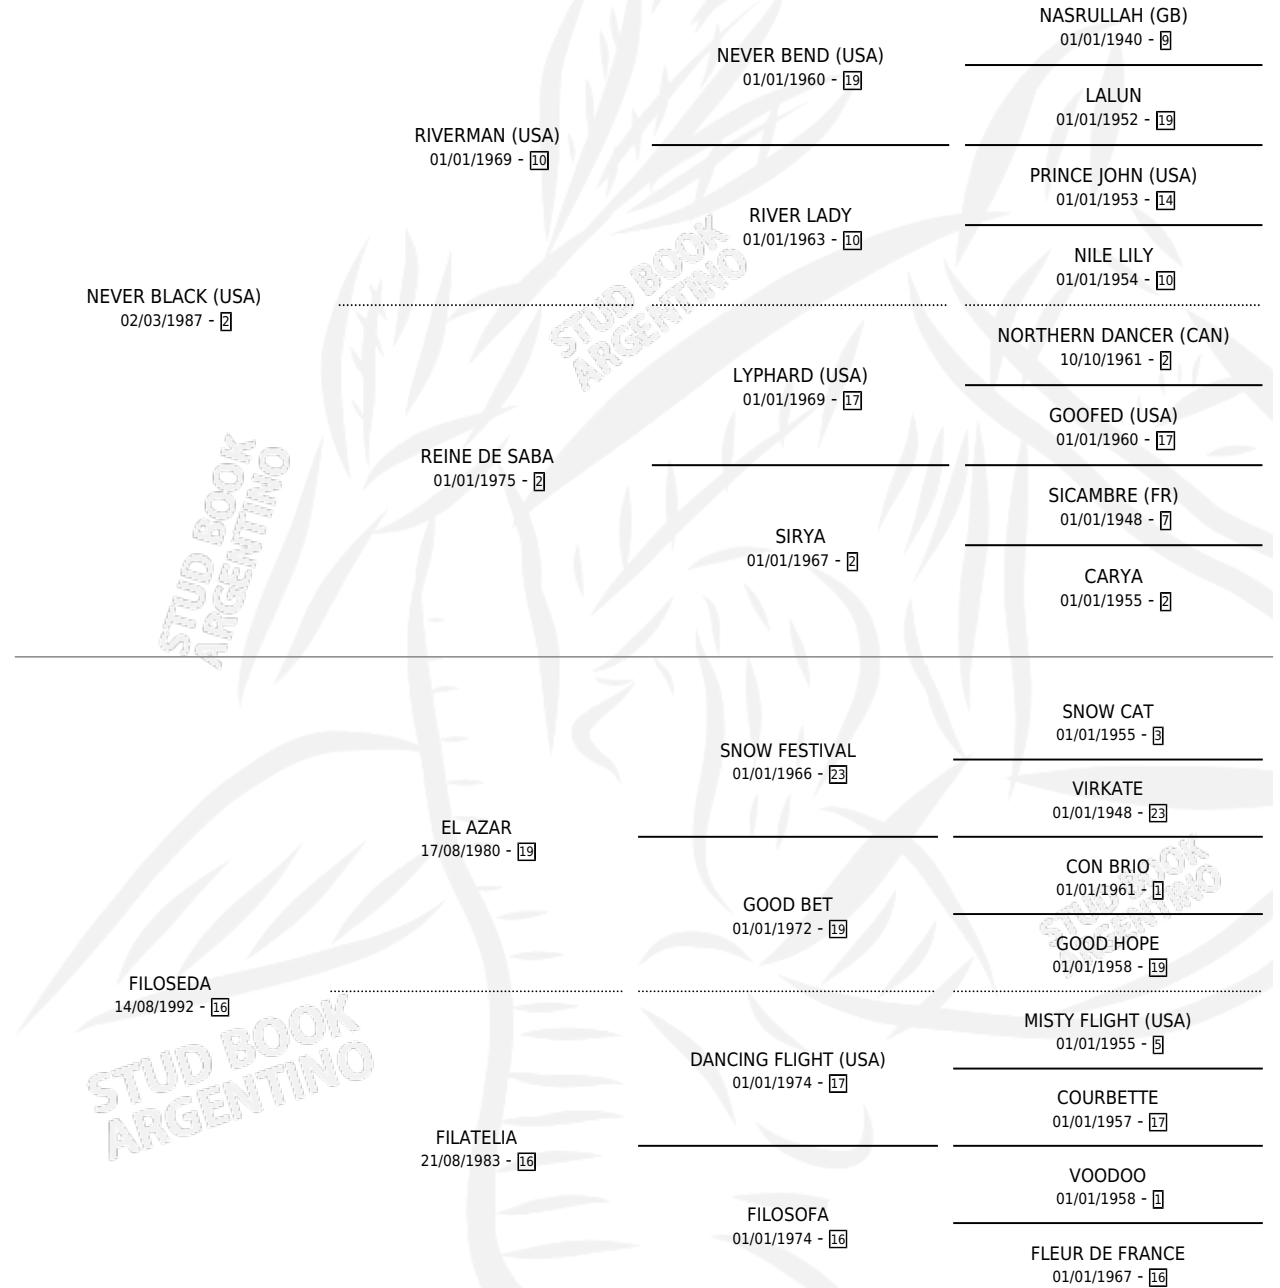 NASRULLAH (GB)
01/01/1940 - 9
NEVER BEND (USA)
01/01/1960 - 19
LALUN
01/01/1952 - 19
RIVERMAN (USA)
01/01/1969 - 10
PRINCE JOHN (USA)
01/01/1953 - 14
RIVER LADY
01/01/1963 - 10
NILE LILY
01/01/1954 - 10
NEVER BLACK (USA)
02/03/1987 - 2
STUD BOOK
ARGENTINO
NORTHERN DANCER (CAN)
10/10/1961 - 2
LYPHARD (USA)
01/01/1969 - 17
GOOFED (USA)
01/01/1960 - 17
REINE DE SABA
01/01/1975 - 2
SICAMBRE (FR)
01/01/1948 - 7
SIRYA
01/01/1967 - 2
CARYA
01/01/1955 - 2
STUD BOOK
ARGENTINO
SNOW CAT
01/01/1955 - 3
SNOW FESTIVAL
01/01/1966 - 23
VIRKATE
01/01/1948 - 23
EL AZAR
17/08/1980 - 19
CON BRIO
01/01/1961 - 1
GOOD BET
01/01/1972 - 19
STUD BOOK
ARGENTINO
GOOD HOPE
01/01/1958 - 19
FILOSEDA
14/08/1992 - 16
STUD BOOK
ARGENTINO
MISTY FLIGHT (USA)
01/01/1955 - 5
DANCING FLIGHT (USA)
01/01/1974 - 17
COURBETTE
01/01/1957 - 17
FILATELIA
21/08/1983 - 16
VOODOO
01/01/1958 - 1
FILOSOFA
01/01/1974 - 16
FLEUR DE FRANCE
01/01/1967 - 16